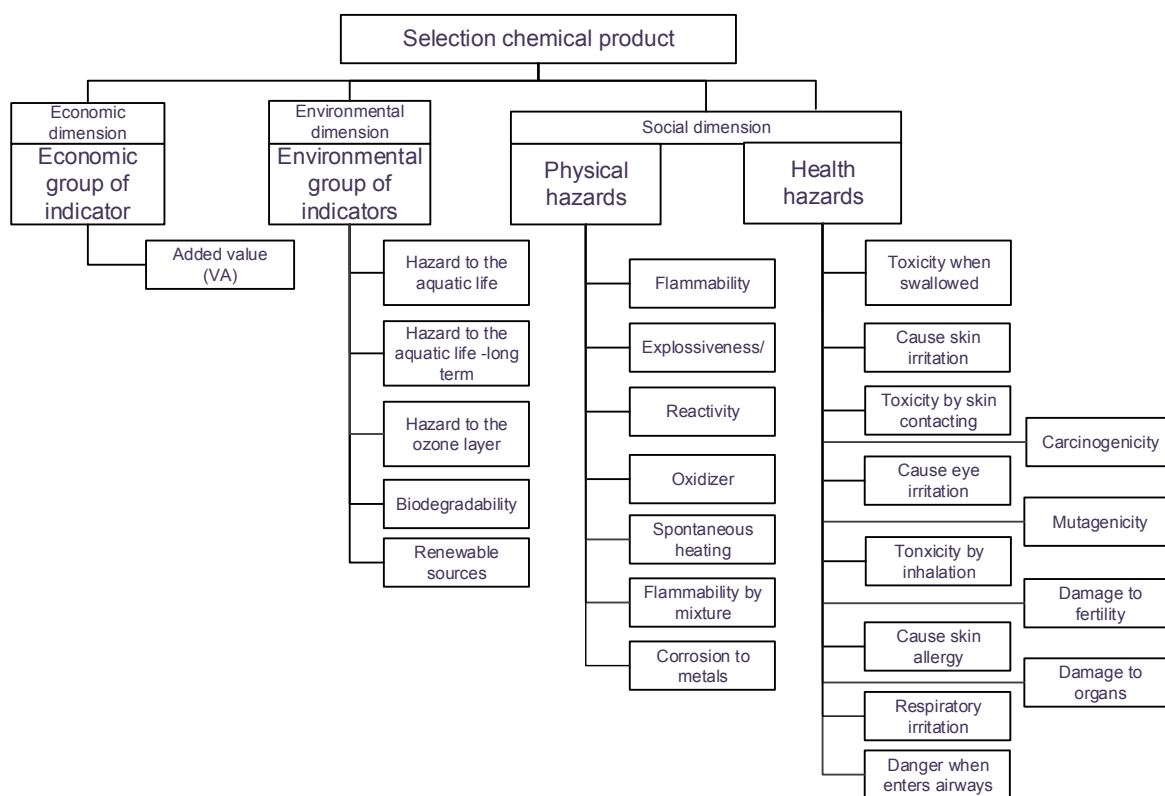 Selection chemical product
Economic
dimension
Economic
group of
indicator
Added value
(VA)
Environmental
dimension
Environmental
group of
indicators
Hazard to the
aquatic life
Hazard to the
aquatic life -long
term
Hazard to the
ozone layer
Biodegradability
Renewable
sources
Social dimension
Physical
hazards
Flammability
Explossiveness/
Reactivity
Oxidizer
Spontaneous
heating
Flammability by
mixture
Corrosion to
metals
Health
hazards
Toxicity when
swallowed
Cause skin
irritation
Toxicity by skin
contacting
Carcinogenicity
Cause eye
irritation
Mutagenicity
Tonxicity by
inhalation
Damage to
fertility
Cause skin
allergy
Damage to
organs
Respiratory
irritation
Danger when
enters airways